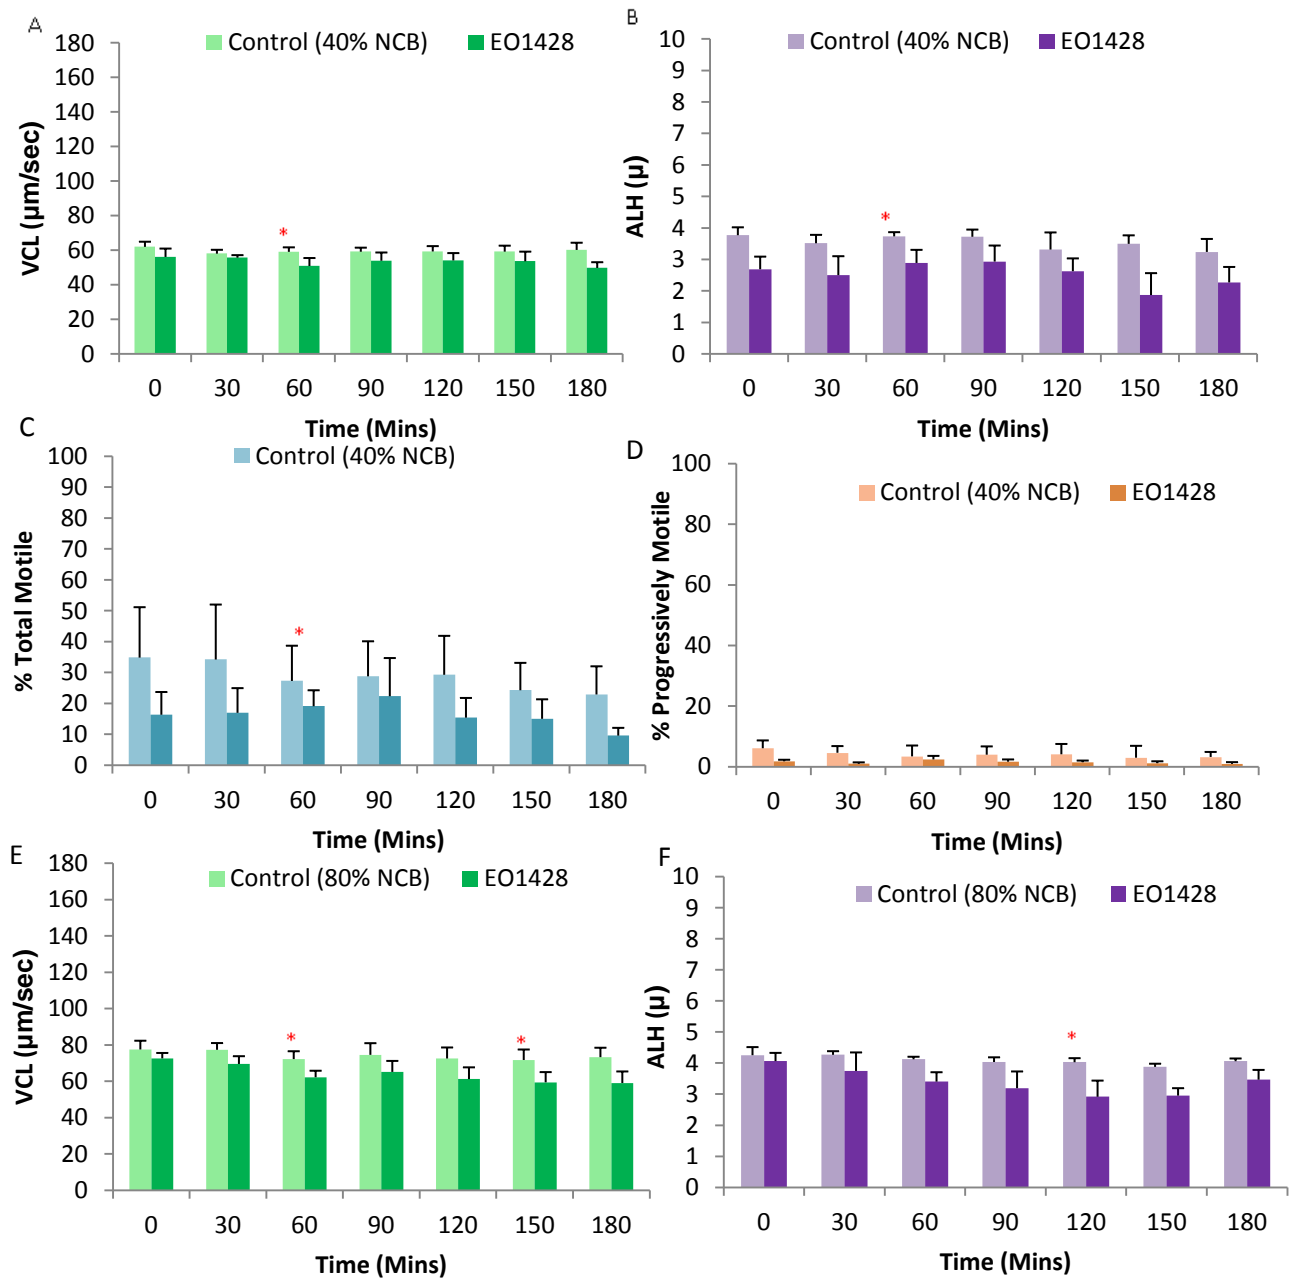 A
Control (40% NCB) EO1428
VCL (µm/sec)
180
160
140
120
100
80
60
40
20
0
*
0 30 60 90 120 150 180
Time (Mins)
B
Control (40% NCB) EO1428
ALH (µ)
10
9
8
7
6
5
4
3
2
1
0
*
0 30 60 90 120 150 180
Time (Mins)
C
Control (40% NCB)
% Total Motile
100
90
80
70
60
50
40
30
20
10
0
*
0 30 60 90 120 150 180
Time (Mins)
D
Control (40% NCB) EO1428
% Progressively Motile
100
80
60
40
20
0
0 30 60 90 120 150 180
Time (Mins)
E
Control (80% NCB) EO1428
VCL (µm/sec)
180
160
140
120
100
80
60
40
20
0
* *
0 30 60 90 120 150 180
Time (Mins)
F
Control (80% NCB) EO1428
ALH (µ)
10
9
8
7
6
5
4
3
2
1
0
*
0 30 60 90 120 150 180
Time (Mins)